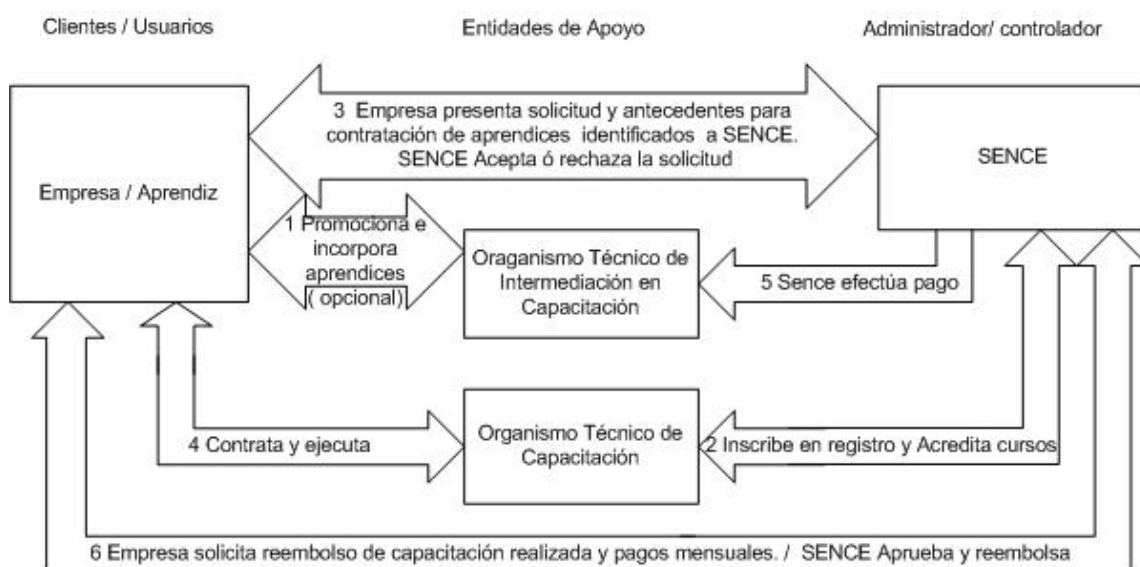 Clientes / Usuarios
Entidades de Apoyo
Administrador/ controlador
3 Empresa presenta solicitud y antecedentes para
contratación de aprendices identificados a SENCE.
SENCE Acepta ó rechaza la solicitud
Empresa / Aprendiz
SENCE
1 Promociona e
incorpora
aprendices
( opcional)
Oraganismo Técnico de
Intermediación en
Capacitación
5 Sence efectúa pago
4 Contrata y ejecuta
Organismo Técnico de
Capacitación
2 Inscribe en registro y Acredita cursos
6 Empresa solicita reembolso de capacitación realizada y pagos mensuales. / SENCE Aprueba y reembolsa